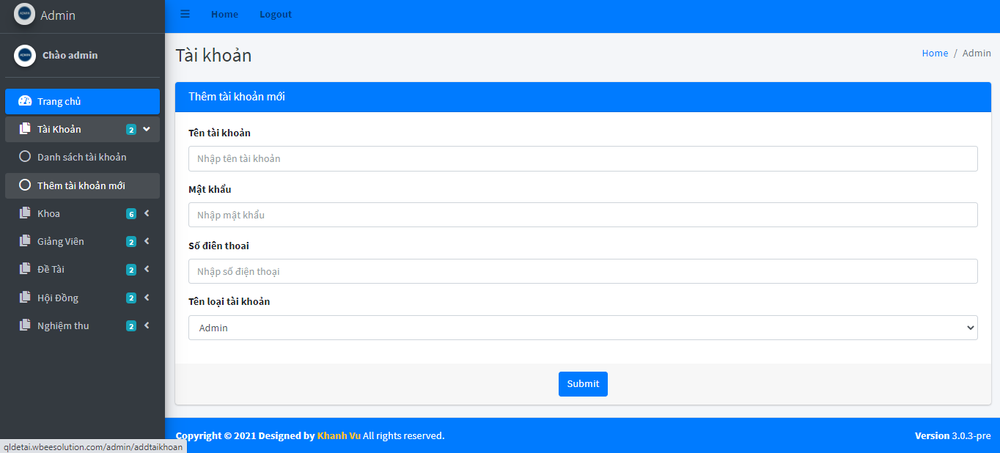 Admin
Home
Logout
Chào admin
Trang chủ
Tài Khoản 2
Danh sách tài khoản
Thêm tài khoản mới
Khoa 6
Giảng Viên 2
Đề Tài 2
Hội Đồng 2
Nghiệm thu 2
Tài khoản
Home / Admin
Thêm tài khoản mới
Tên tài khoản
Nhập tên tài khoản
Mật khẩu
Nhập mật khẩu
Số điên thoai
Nhập số điện thoại
Tên loại tài khoản
Admin
Submit
Copyright © 2021 Designed by Khanh Vu All rights reserved.
Version 3.0.3-pre
qldetai.wbeesolution.com/admin/addtaikhoan